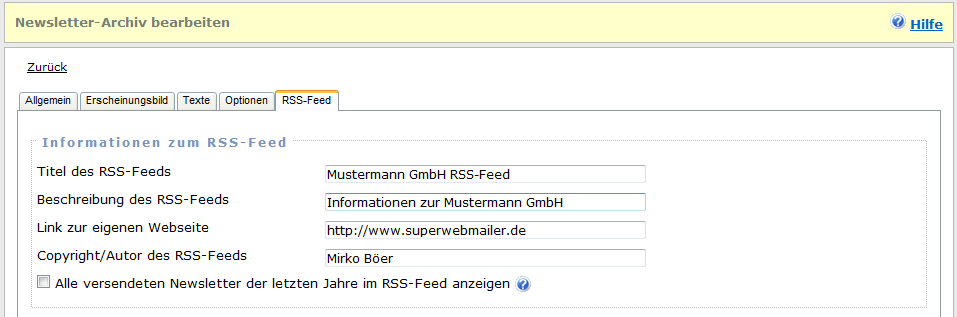 Newsletter-Archiv bearbeiten
Hilfe
Zurück
Allgemein Erscheinungsbild Texte Optionen RSS-Feed
Informationen zum RSS-Feed
Titel des RSS-Feeds Mustermann GmbH RSS-Feed
Beschreibung des RSS-Feeds Informationen zur Mustermann GmbH
Link zur eigenen Webseite http://www.superwebmailer.de
Copyright/Autor des RSS-Feeds Mirko Böer
Alle versendeten Newsletter der letzten Jahre im RSS-Feed anzeigen